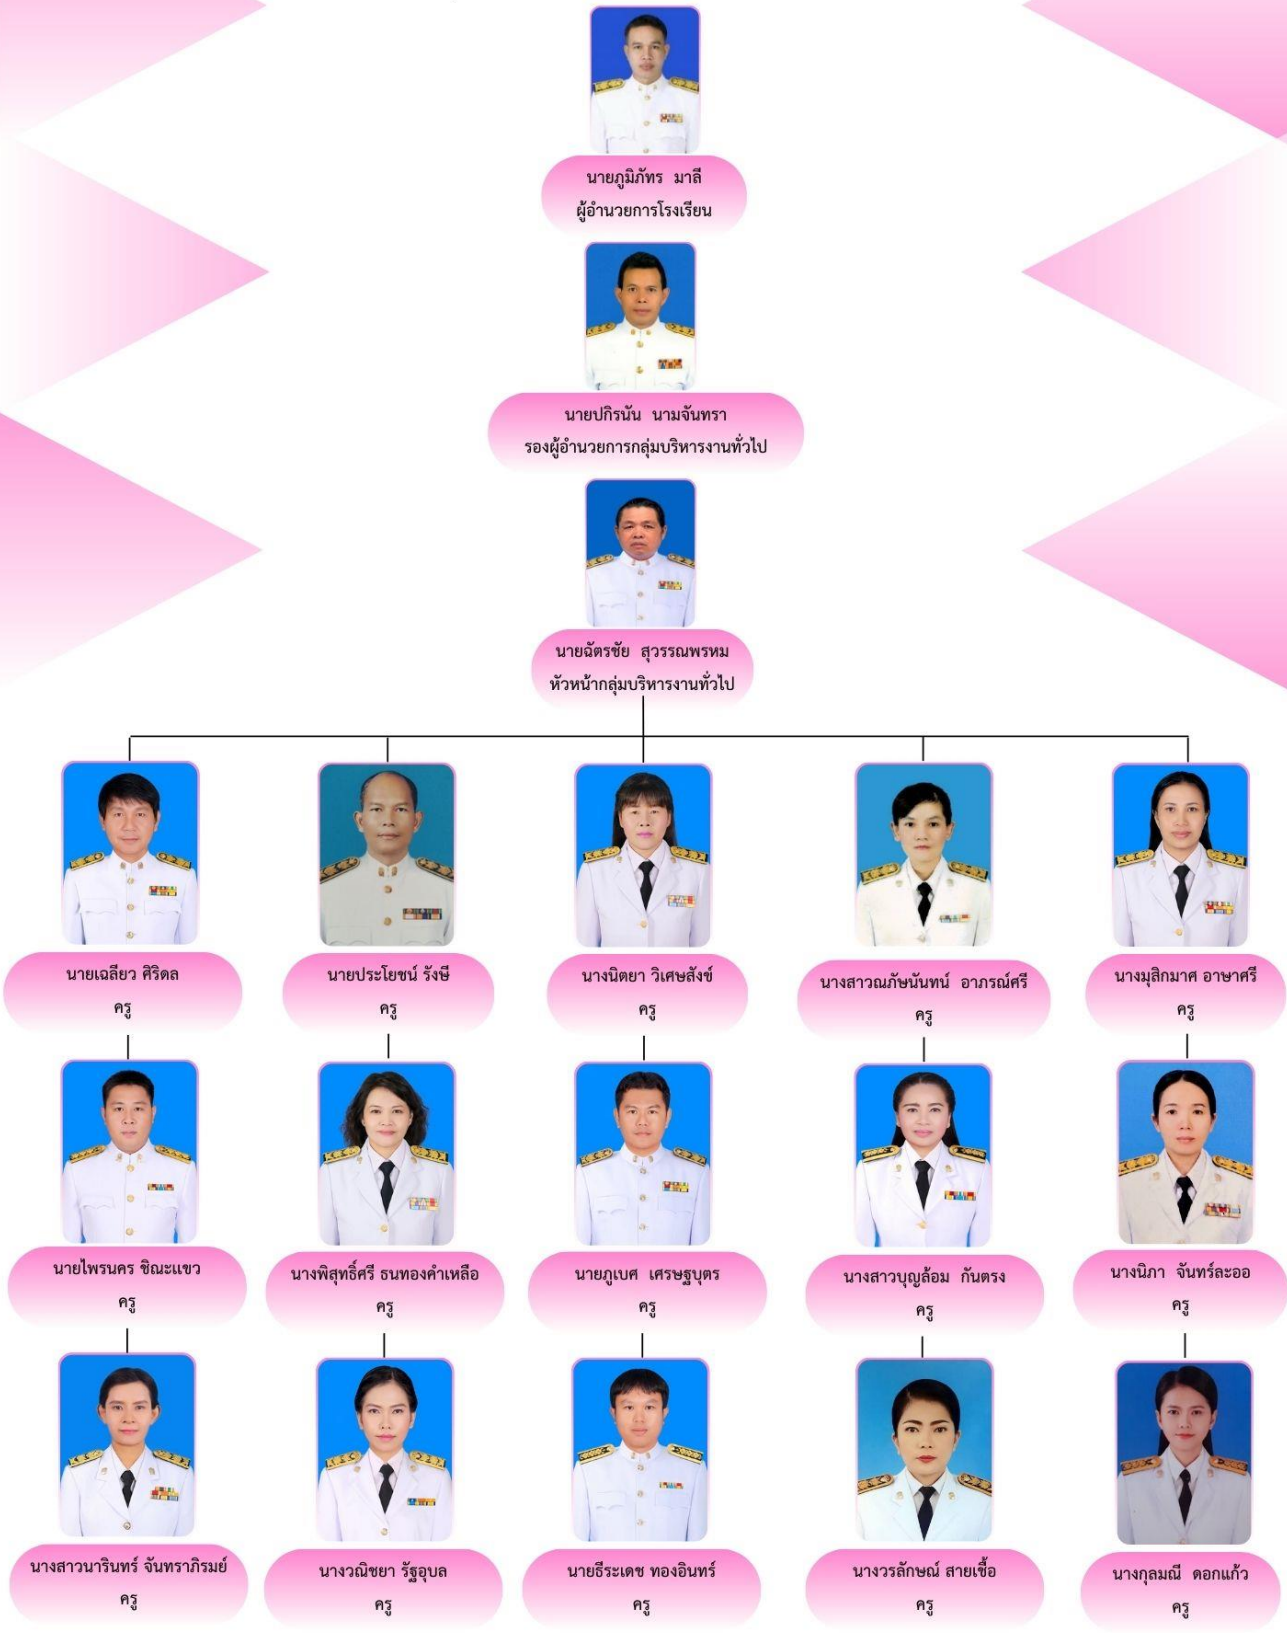 นายภูมิภัทร มาลี
ผู้อำนวยการโรงเรียน
นายปกิรนัน นามจันทรา
รองผู้อำนวยการกลุ่มบริหารงานทั่วไป
นายฉัตรชัย สุวรรณพรหม
หัวหน้ากลุ่มบริหารงานทั่วไป
นายเฉลียว ศิริดล
ครู
นายประโยชน์ รังษี
ครู
นางนิตยา วิเศษสังข์
ครู
นางสาวณภัษนันทน์ อาภรณ์ศรี
ครู
นางมุสิกมาศ อาษาศรี
ครู
นายไพรนคร ชิณะแขว
ครู
นางพิสุทธิ์ศรี ธนทองคำเหลือ
ครู
นายภูเบศ เศรษฐบุตร
ครู
นางสาวบุญล้อม กันตรง
ครู
นางนิภา จันทร์ละออ
ครู
นางสาวนารินทร์ จันทราภิรมย์
ครู
นางวณิชยา รัฐอุบล
ครู
นายธีระเดช ทองอินทร์
ครู
นางวรลักษณ์ สายเชื้อ
ครู
นางกุลมณี ดอกแก้ว
ครู